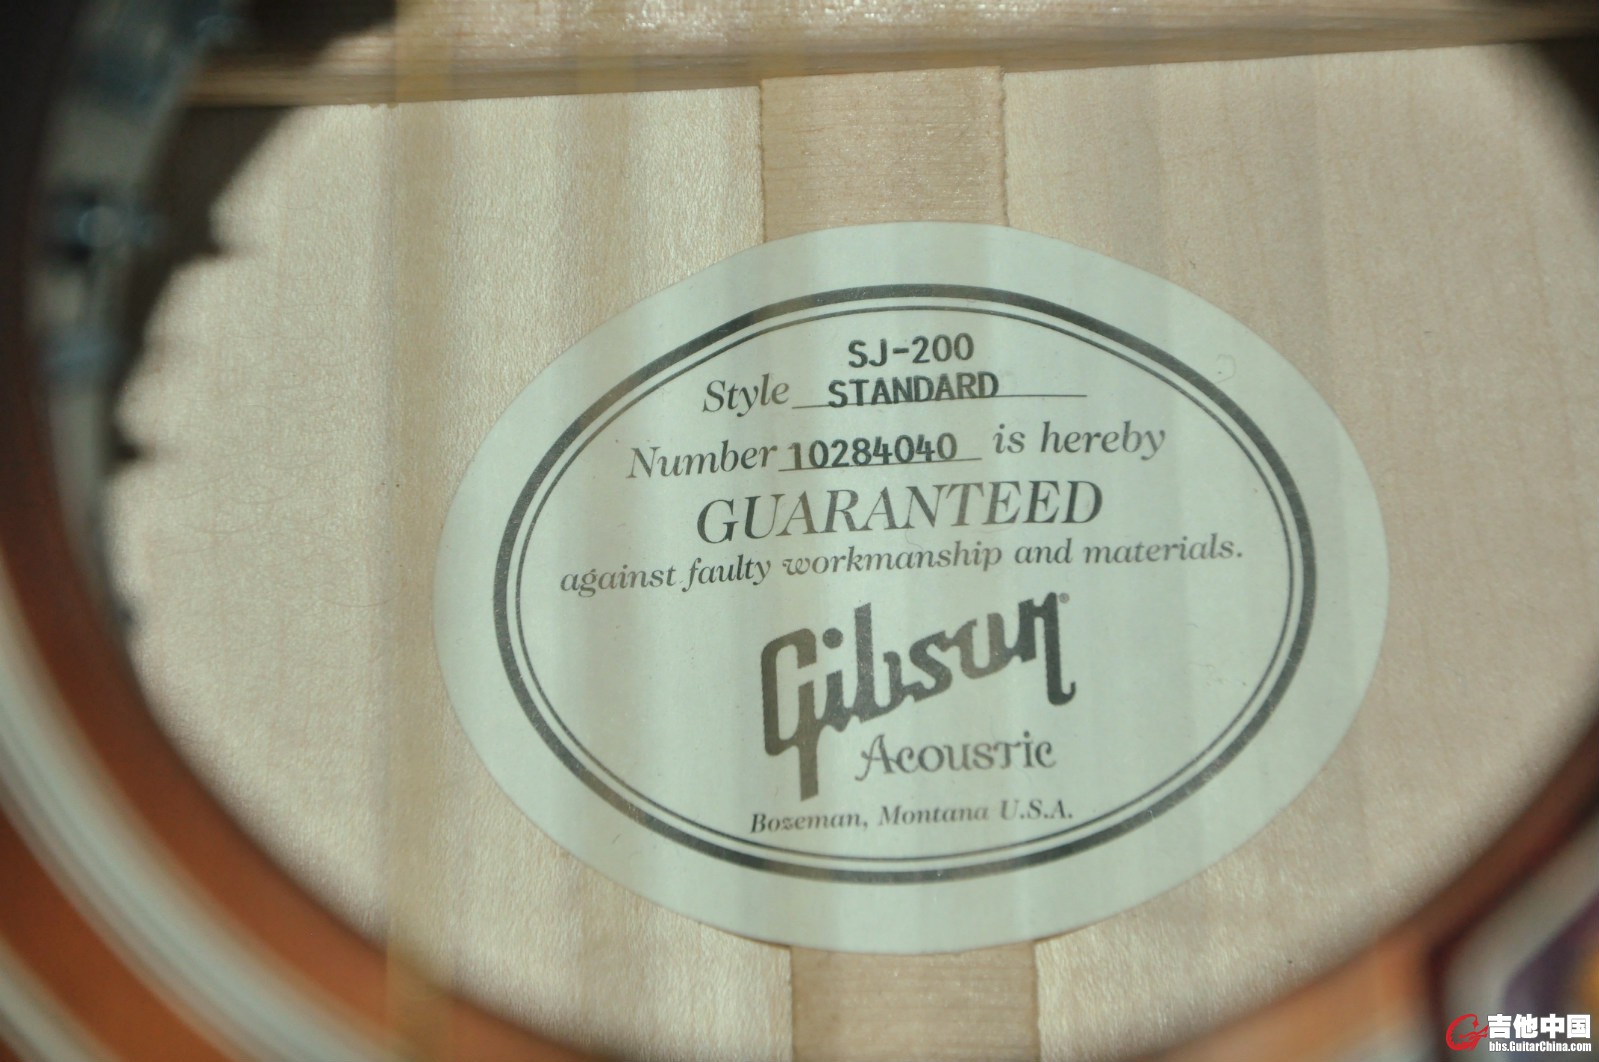 SJ-200
Style STANDARD
Number 10284040 is hereby
GUARANTEED
against faulty workmanship and materials.
Gibson®
Acoustic
Bozeman, Montana U.S.A.
吉他中国
bbs.GuitarChina.com